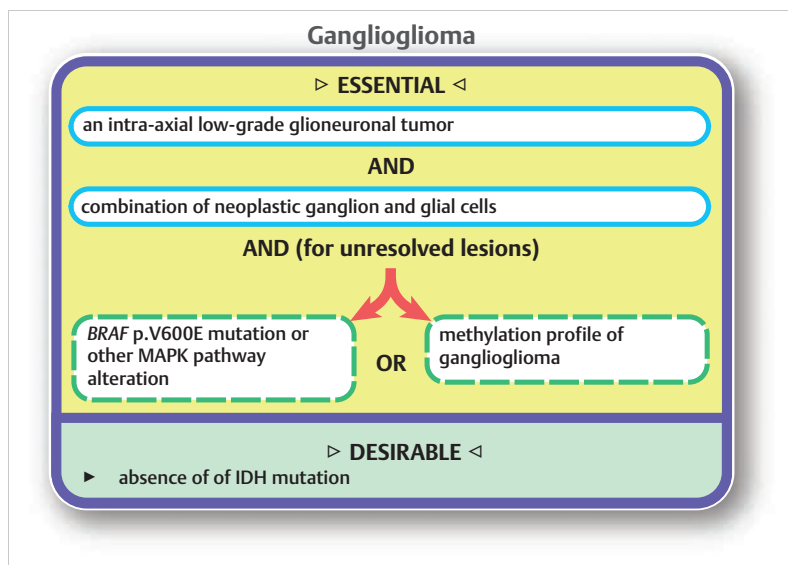 Ganglioglioma
▷ ESSENTIAL ◁
an intra-axial low-grade glioneuronal tumor
AND
combination of neoplastic ganglion and glial cells
AND (for unresolved lesions)
BRAF p.V600E mutation or
other MAPK pathway
alteration
OR
methylation profile of
ganglioglioma
▷ DESIRABLE ◁
► absence of of IDH mutation